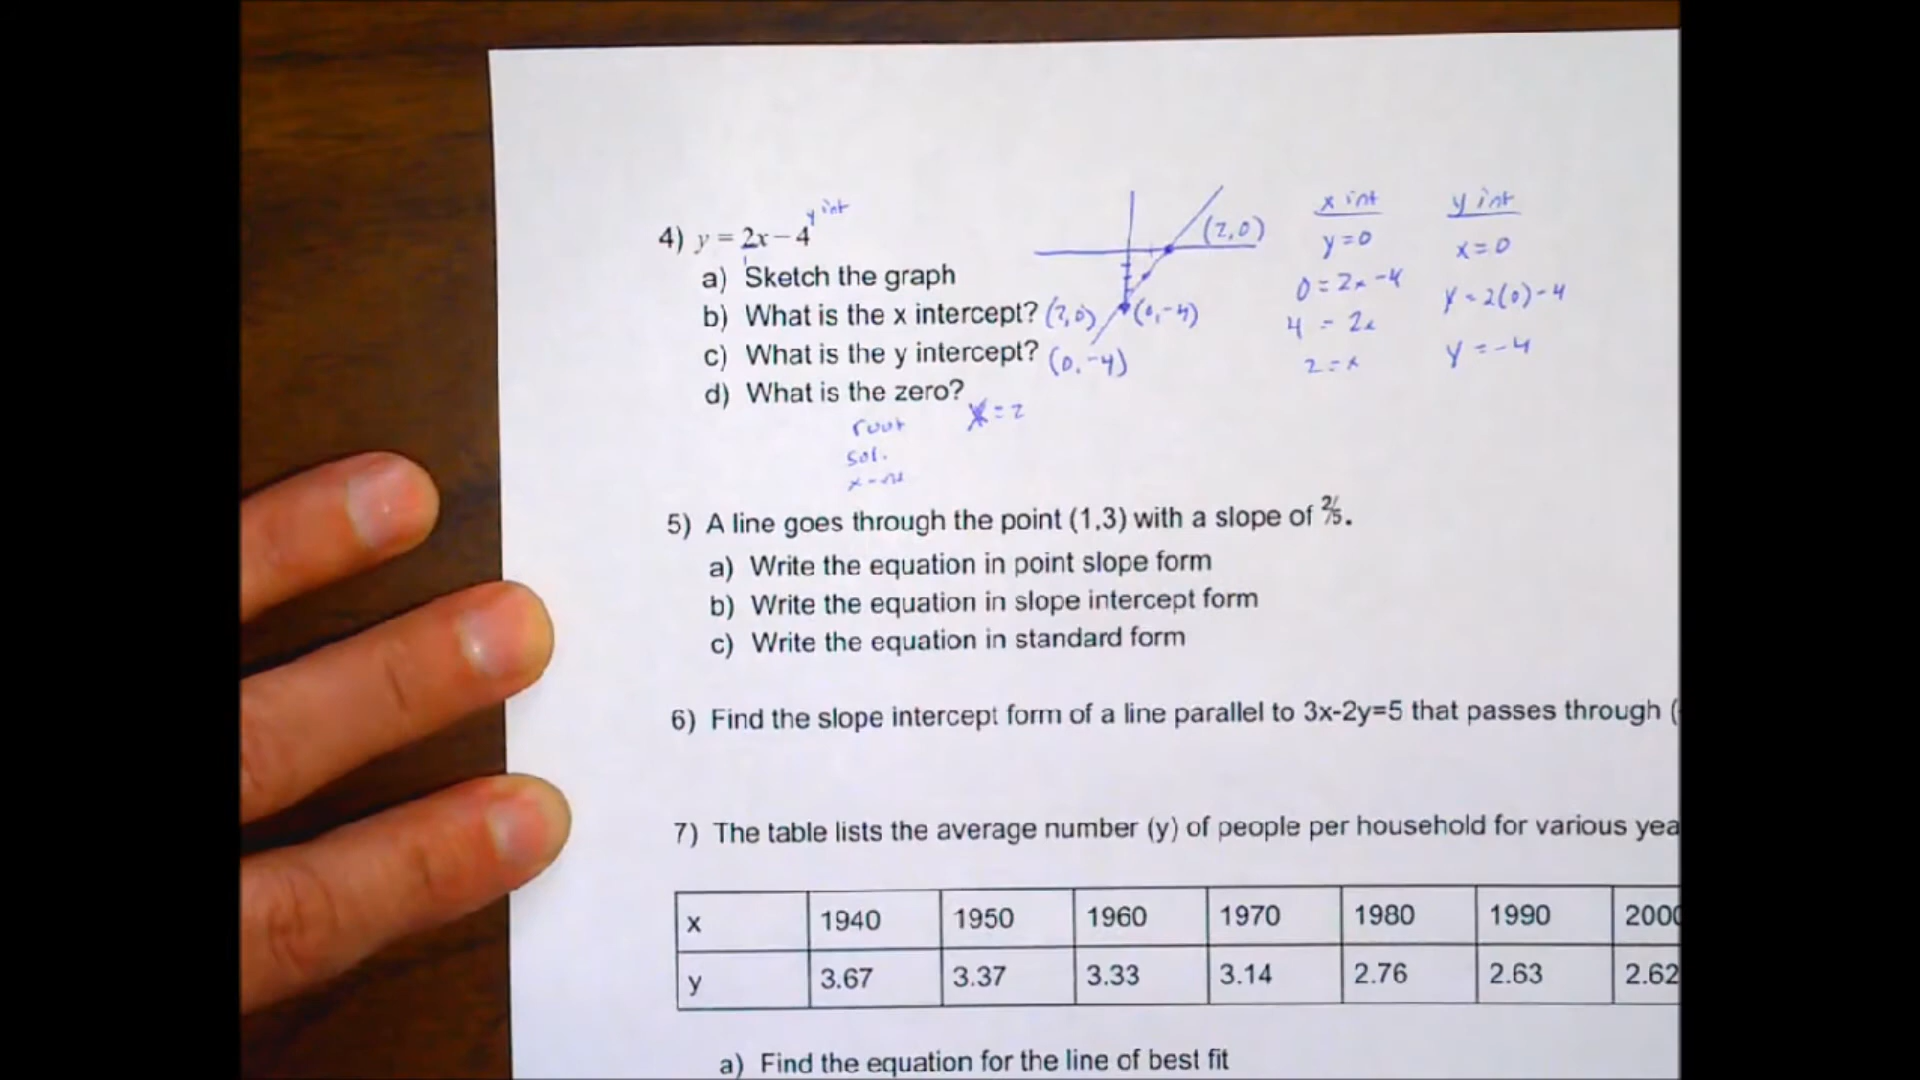 y int
4) y = 2x – 4
a) Sketch the graph
b) What is the x intercept? (2,0)
c) What is the y intercept? (0,-4)
d) What is the zero? x=2
root
sol.
x-int
(2,0)
(0,-4)
x int
y=0
0=2x-4
4 = 2x
2=x
y int
x=0
y=2(0)-4
y=-4
5) A line goes through the point (1,3) with a slope of ⅖.
a) Write the equation in point slope form
b) Write the equation in slope intercept form
c) Write the equation in standard form
6) Find the slope intercept form of a line parallel to 3x-2y=5 that passes through (
7) The table lists the average number (y) of people per household for various yea
x 1940 1950 1960 1970 1980 1990 2000
y 3.67 3.37 3.33 3.14 2.76 2.63 2.62
a) Find the equation for the line of best fit